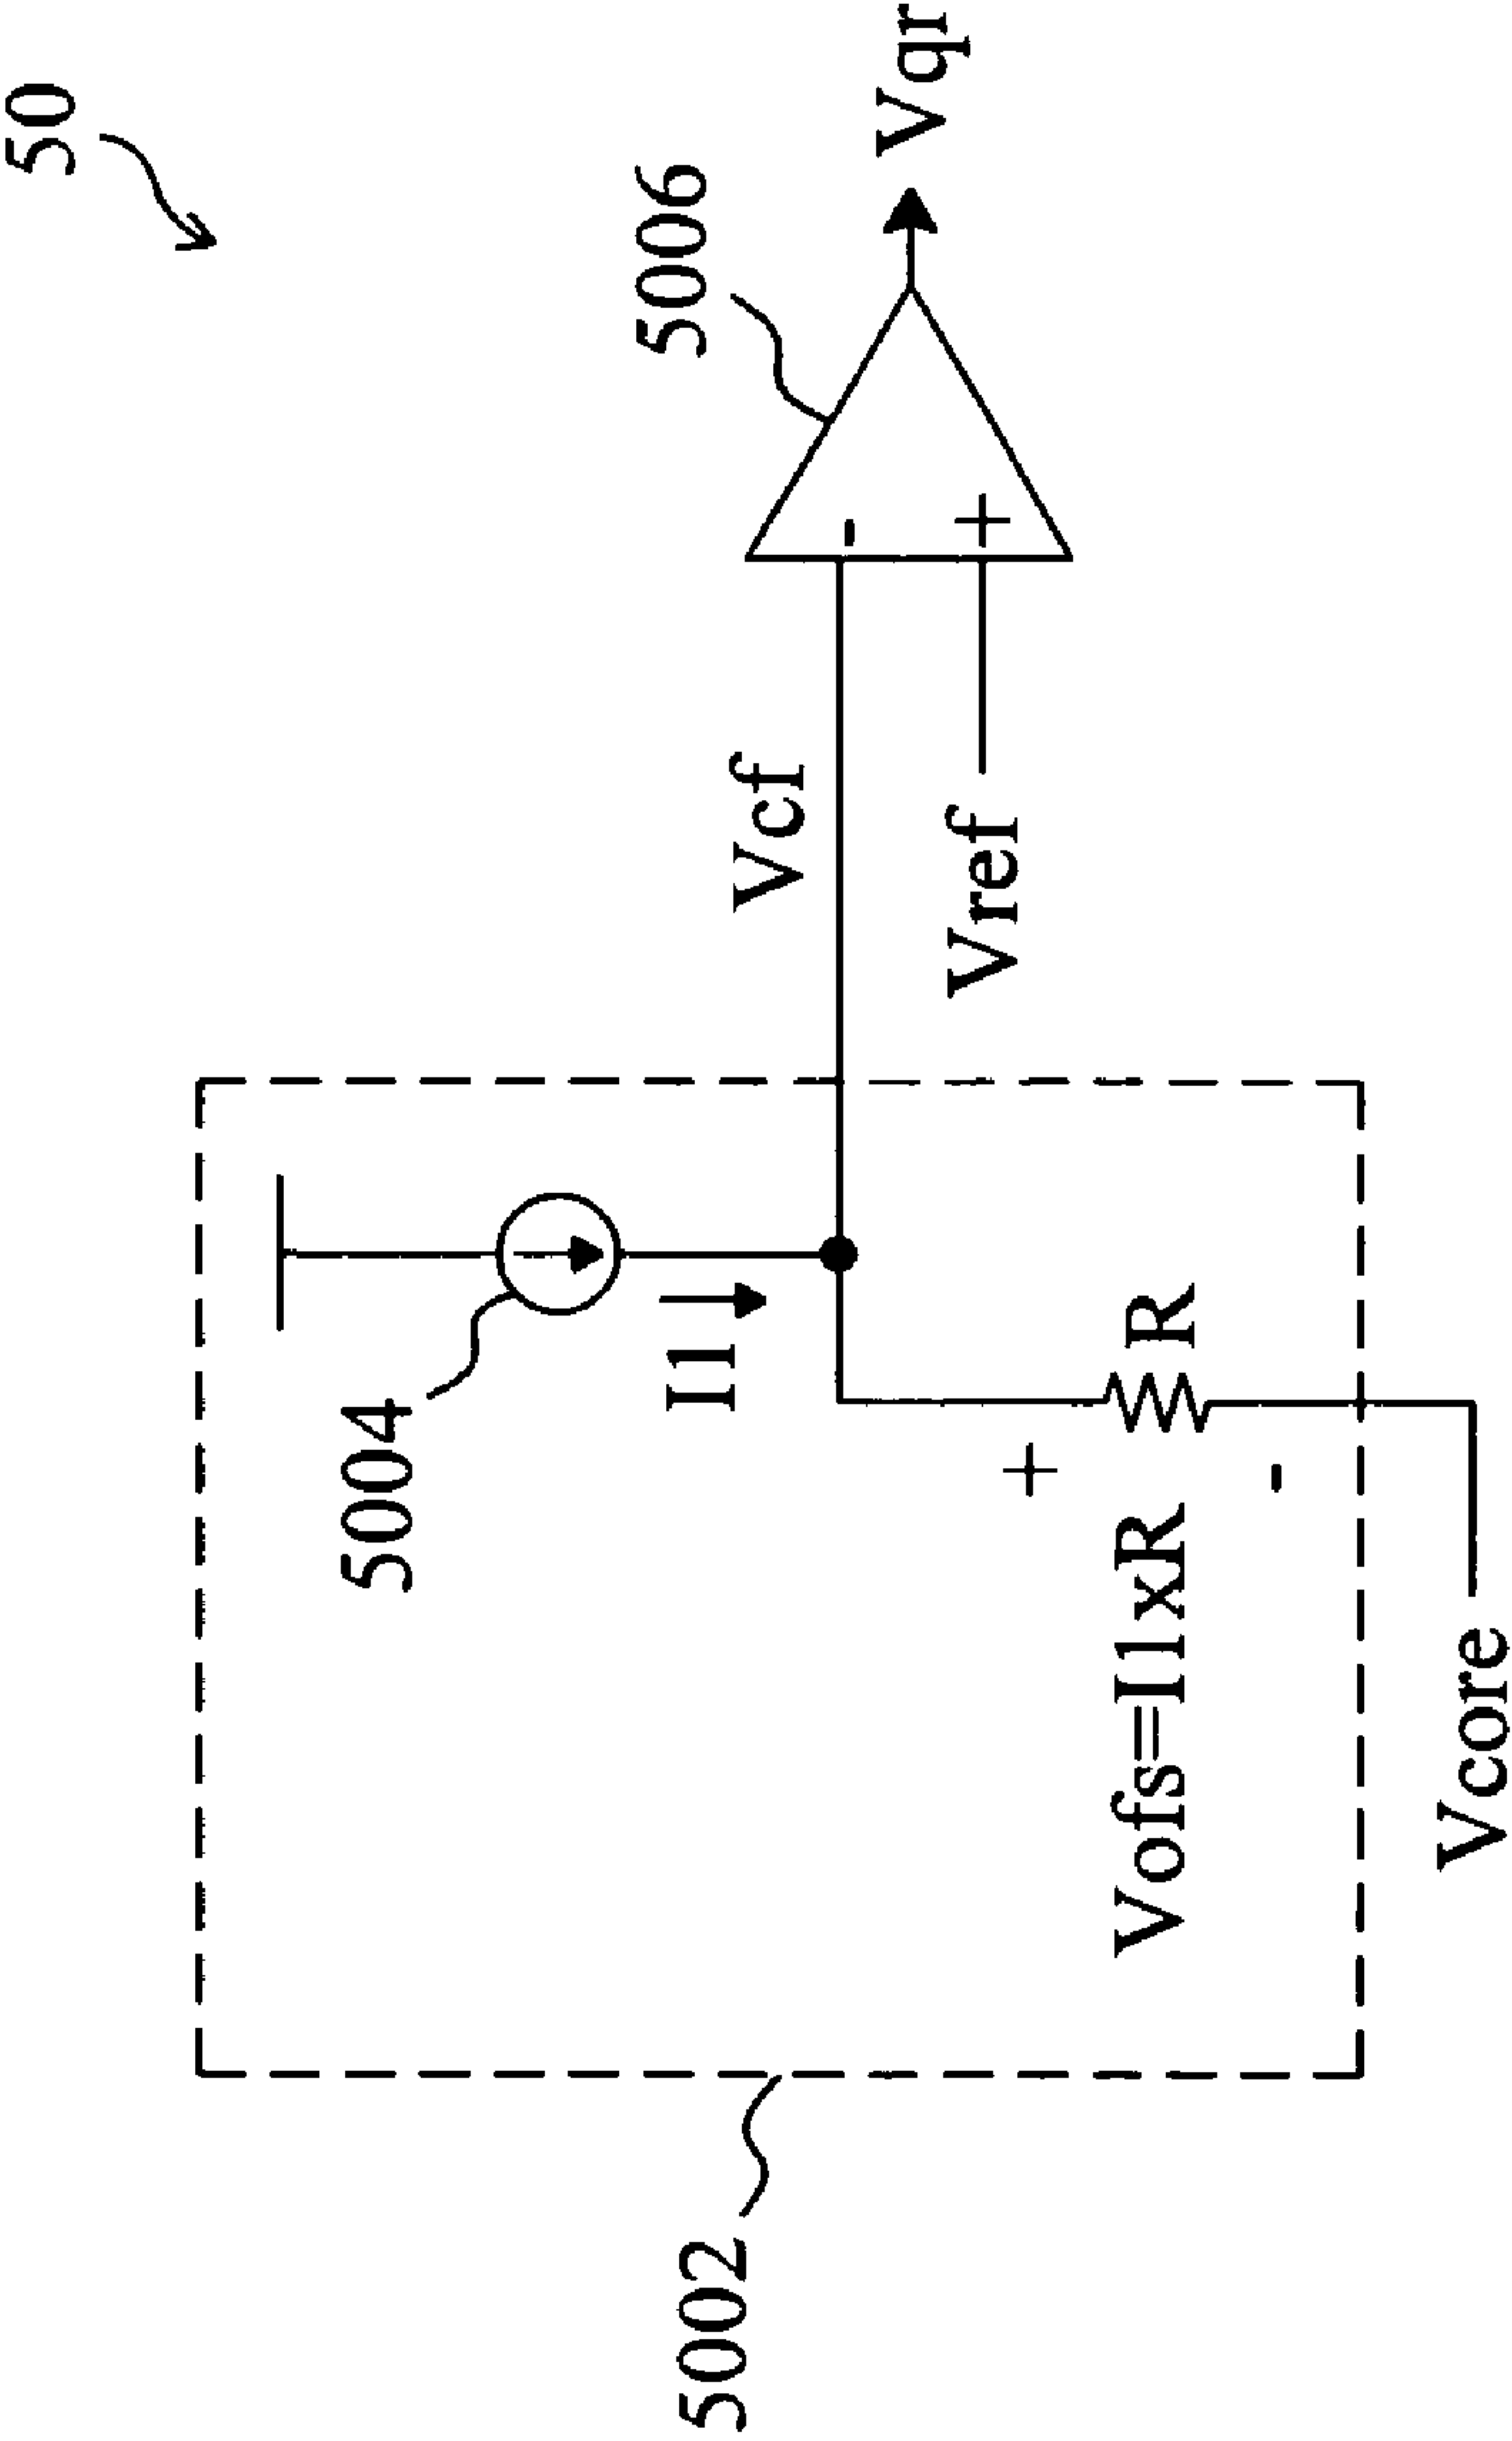 50
5006
Vqr
-
+
Vcf
Vref
5004
I1
R
+
-
Vofs=I1xR
Vcore
5002